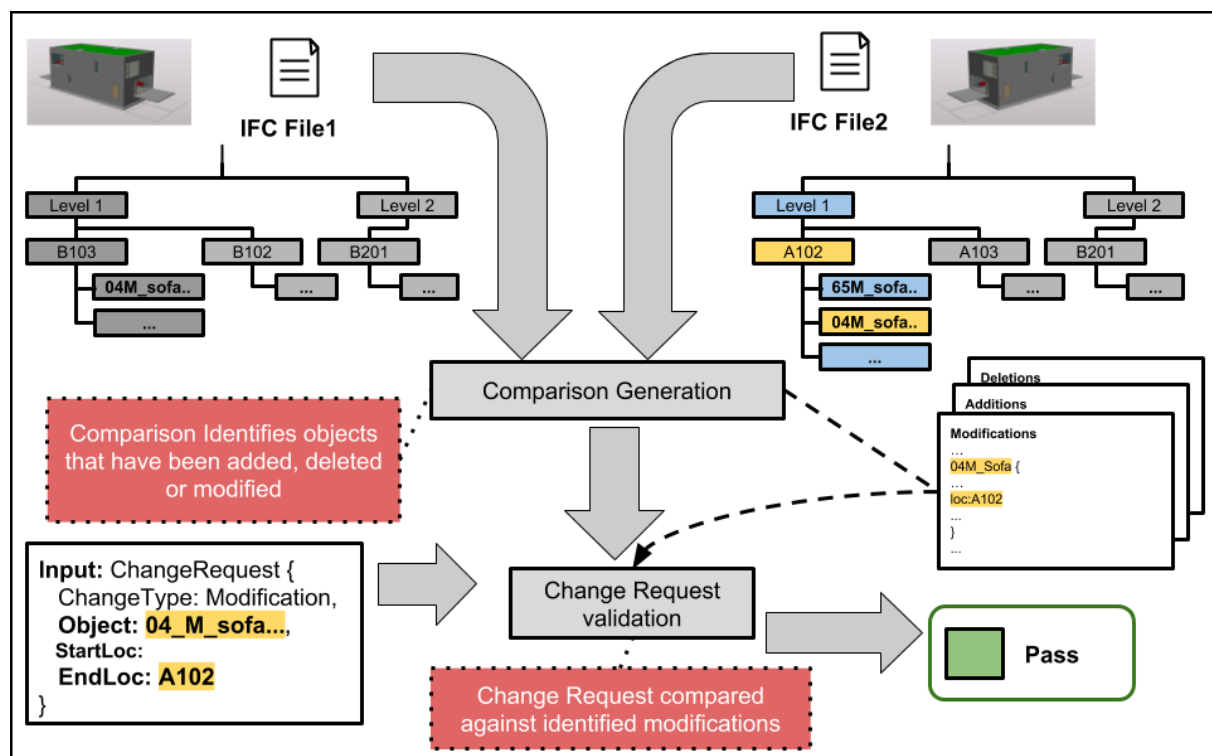 IFC File1
IFC File2
Level 1
Level 2
B103
B102
B201
04M_sofa..
...
...
...
Level 1
Level 2
A102
A103
B201
65M_sofa..
...
...
04M_sofa..
...
Comparison Generation
Comparison Identifies objects
that have been added, deleted
or modified
Deletions
Additions
Modifications
...
04M_Sofa {
...
loc:A102
...
}
...
Input: ChangeRequest {
ChangeType: Modification,
Object: 04_M_sofa...,
StartLoc:
EndLoc: A102
}
Change Request
validation
Pass
Change Request compared
against identified modifications